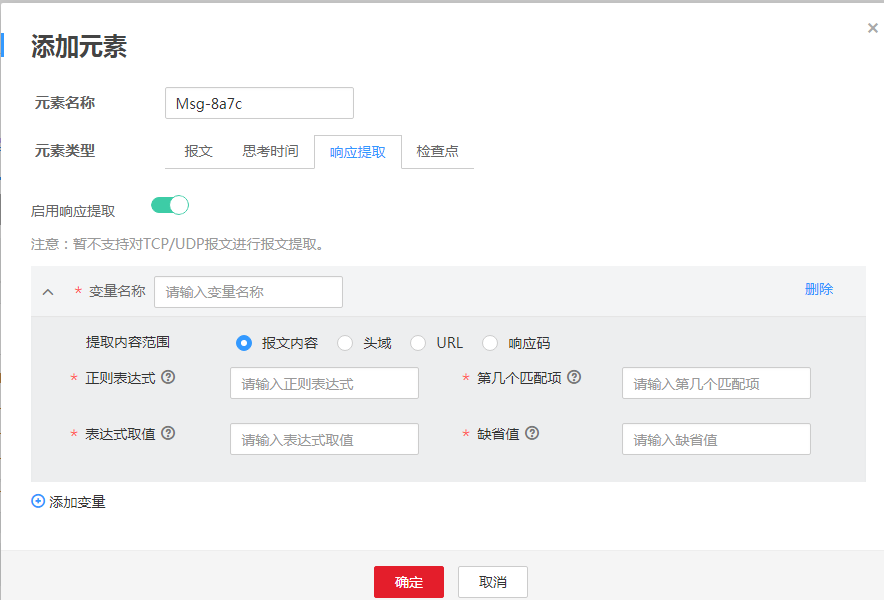 添加元素
×
元素名称 Msg-8a7c
元素类型 报文 思考时间 响应提取 检查点
启用响应提取
注意：暂不支持对TCP/UDP报文进行报文提取。
* 变量名称 请输入变量名称 删除
提取内容范围 报文内容 头域 URL 响应码
* 正则表达式 ? 请输入正则表达式 * 第几个匹配项 ? 请输入第几个匹配项
* 表达式取值 ? 请输入表达式取值 * 缺省值 ? 请输入缺省值
添加变量
确定 取消